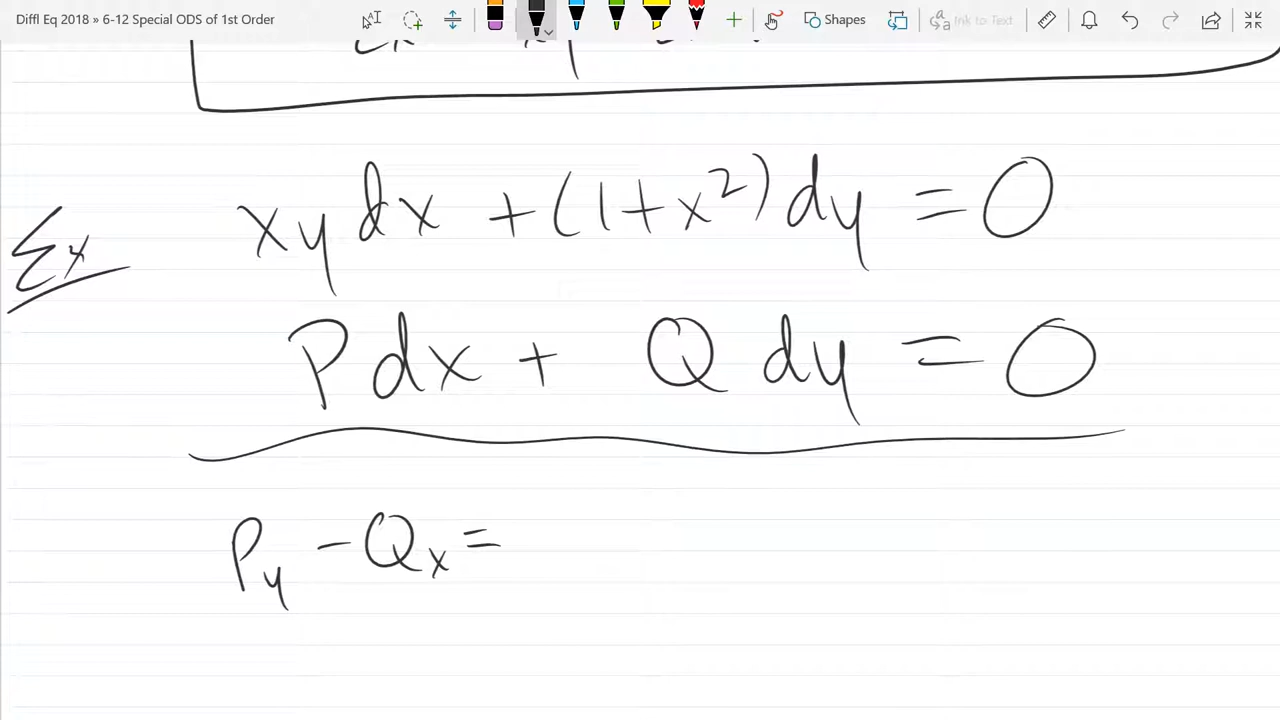 Diffl Eq 2018 » 6-12 Special ODS of 1st Order
Shapes
Ink to Text
Ex
xy dx + (1+x²) dy = 0
P dx + Q dy = 0
P_y - Q_x =